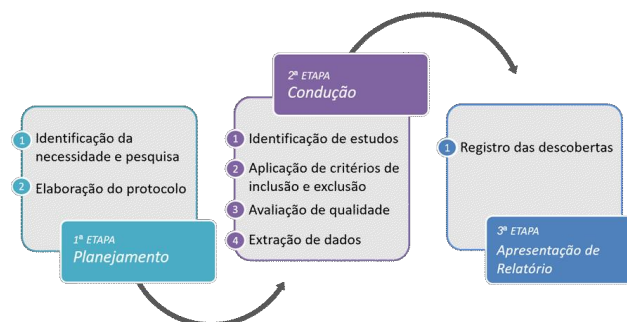 1
Identificação da
necessidade e pesquisa
2
Elaboração do protocolo
1ª ETAPA
Planejamento
2ª ETAPA
Condução
1
Identificação de estudos
2
Aplicação de critérios de
inclusão e exclusão
3
Avaliação de qualidade
4
Extração de dados
1
Registro das descobertas
3ª ETAPA
Apresentação de
Relatório